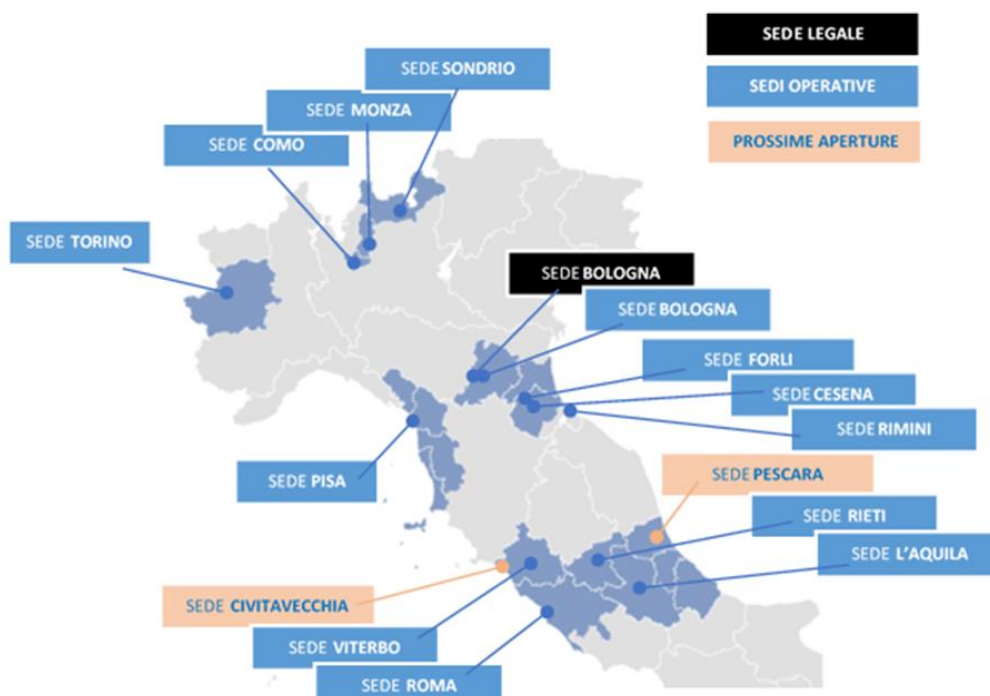 SEDE LEGALE
SEDE SONDRIO
SEDI OPERATIVE
SEDE MONZA
PROSSIME APERTURE
SEDE COMO
SEDE TORINO
SEDE BOLOGNA
SEDE BOLOGNA
SEDE FORLI
SEDE CESENA
SEDE RIMINI
SEDE PISA
SEDE PESCARA
SEDE RIETI
SEDE L'AQUILA
SEDE CIVITAVECCHIA
SEDE VITERBO
SEDE ROMA